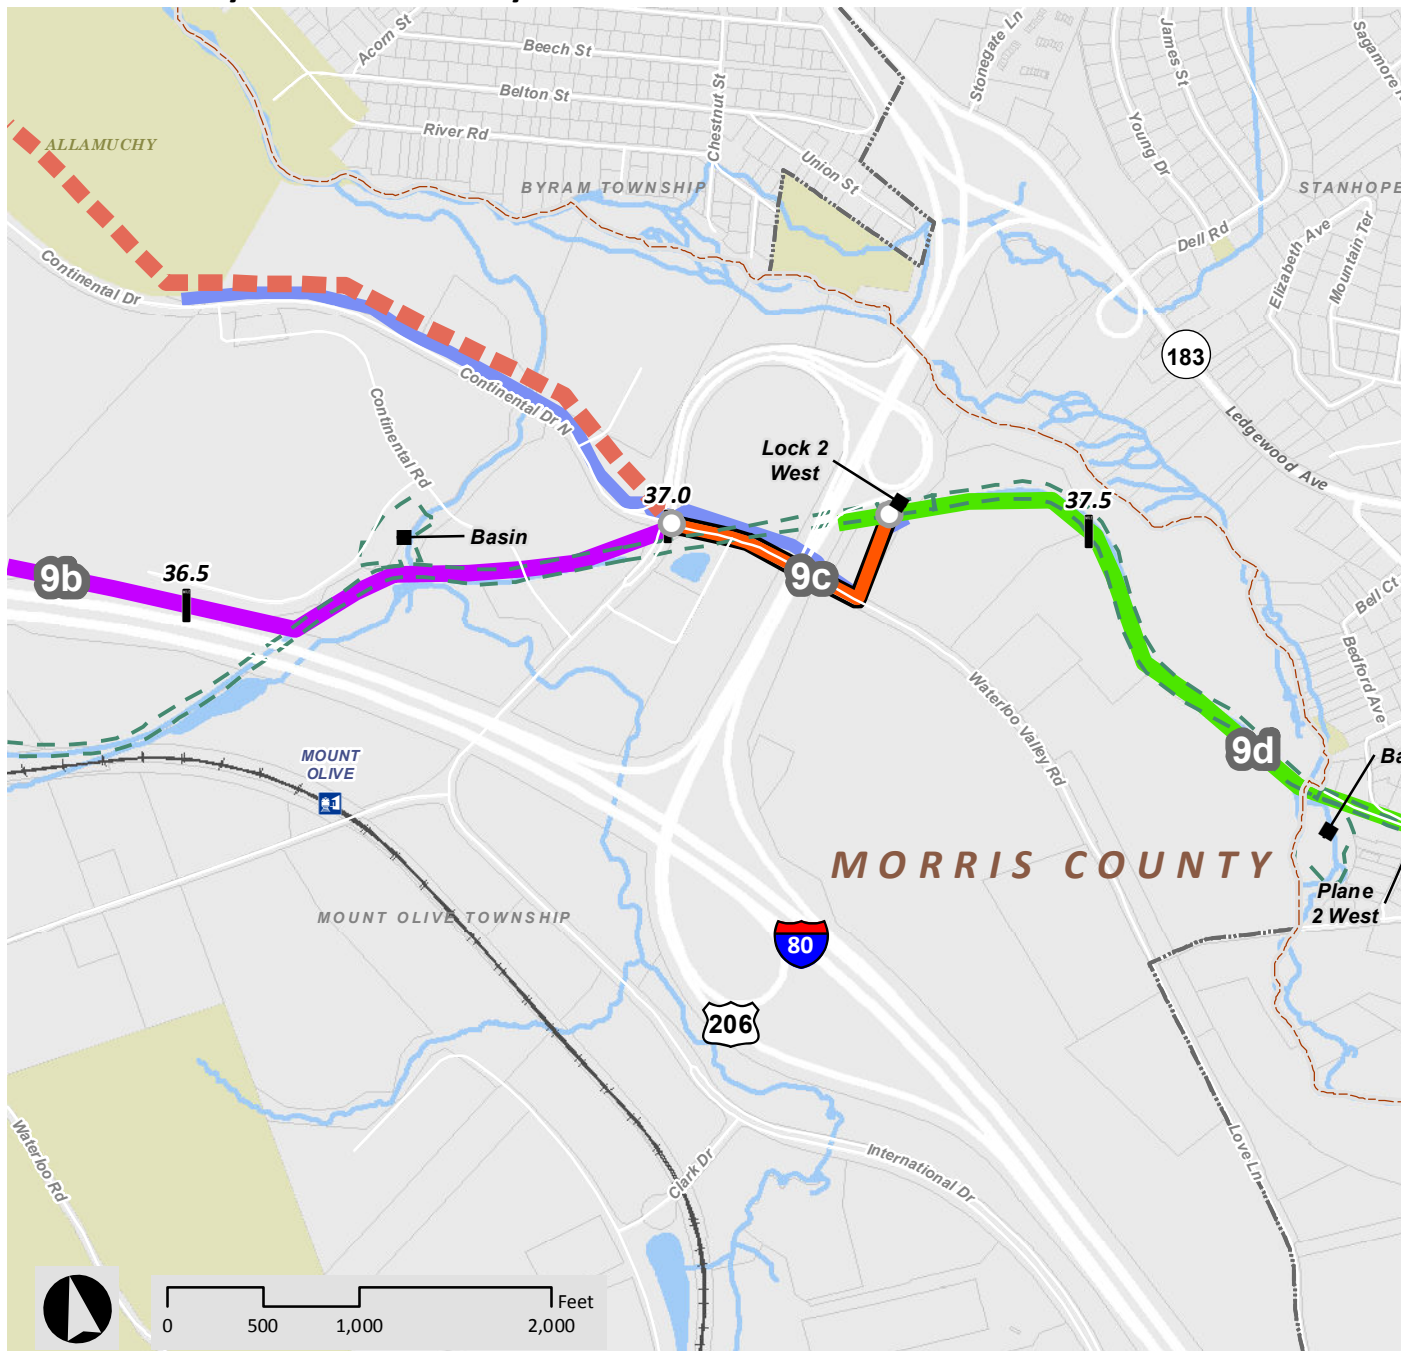 Acorn St
Beech St
Belton St
River Rd
Chestnut St
Union St
Stonegate Ln
James St
Young Dr
ALLAMUCHY
BYRAM TOWNSHIP
STANHOPE
Dell Rd
Elizabeth Ave
Mountain Ter
Continental Dr
183
Ledgewood Ave
Continental Dr N
Continental Rd
Lock 2
West
37.0
37.5
Basin
9b
36.5
9c
Bell Ct
Bedford Ave
Waterloo Valley Rd
9d
Ba
MOUNT
OLIVE
MORRIS COUNTY
Plane
2 West
MOUNT OLIVE TOWNSHIP
80
206
Waterloo Rd
Clark Dr
International Dr
Love Ln
Feet
0 500 1,000 2,000